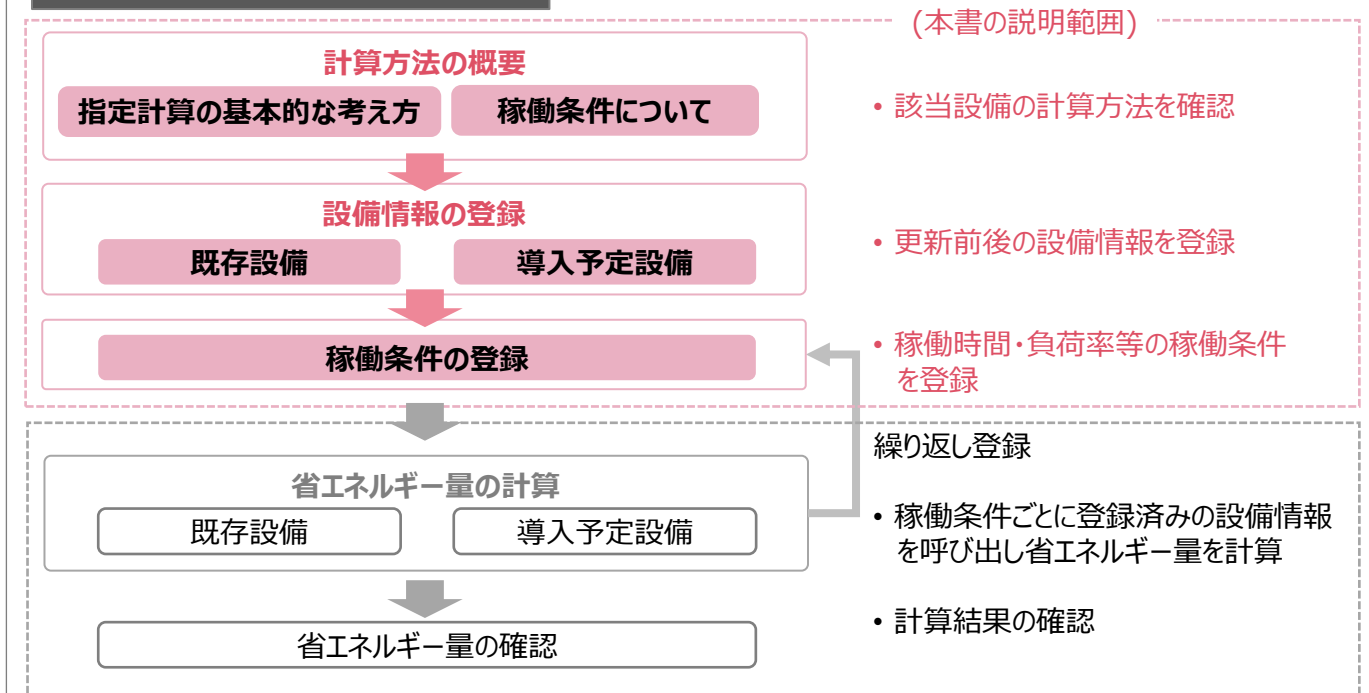 (本書の説明範囲)
計算方法の概要
指定計算の基本的な考え方
稼働条件について
• 該当設備の計算方法を確認
設備情報の登録
既存設備
導入予定設備
• 更新前後の設備情報を登録
稼働条件の登録
• 稼働時間・負荷率等の稼働条件
を登録
繰り返し登録
省エネルギー量の計算
既存設備
導入予定設備
• 稼働条件ごとに登録済みの設備情報
を呼び出し省エネルギー量を計算
省エネルギー量の確認
• 計算結果の確認